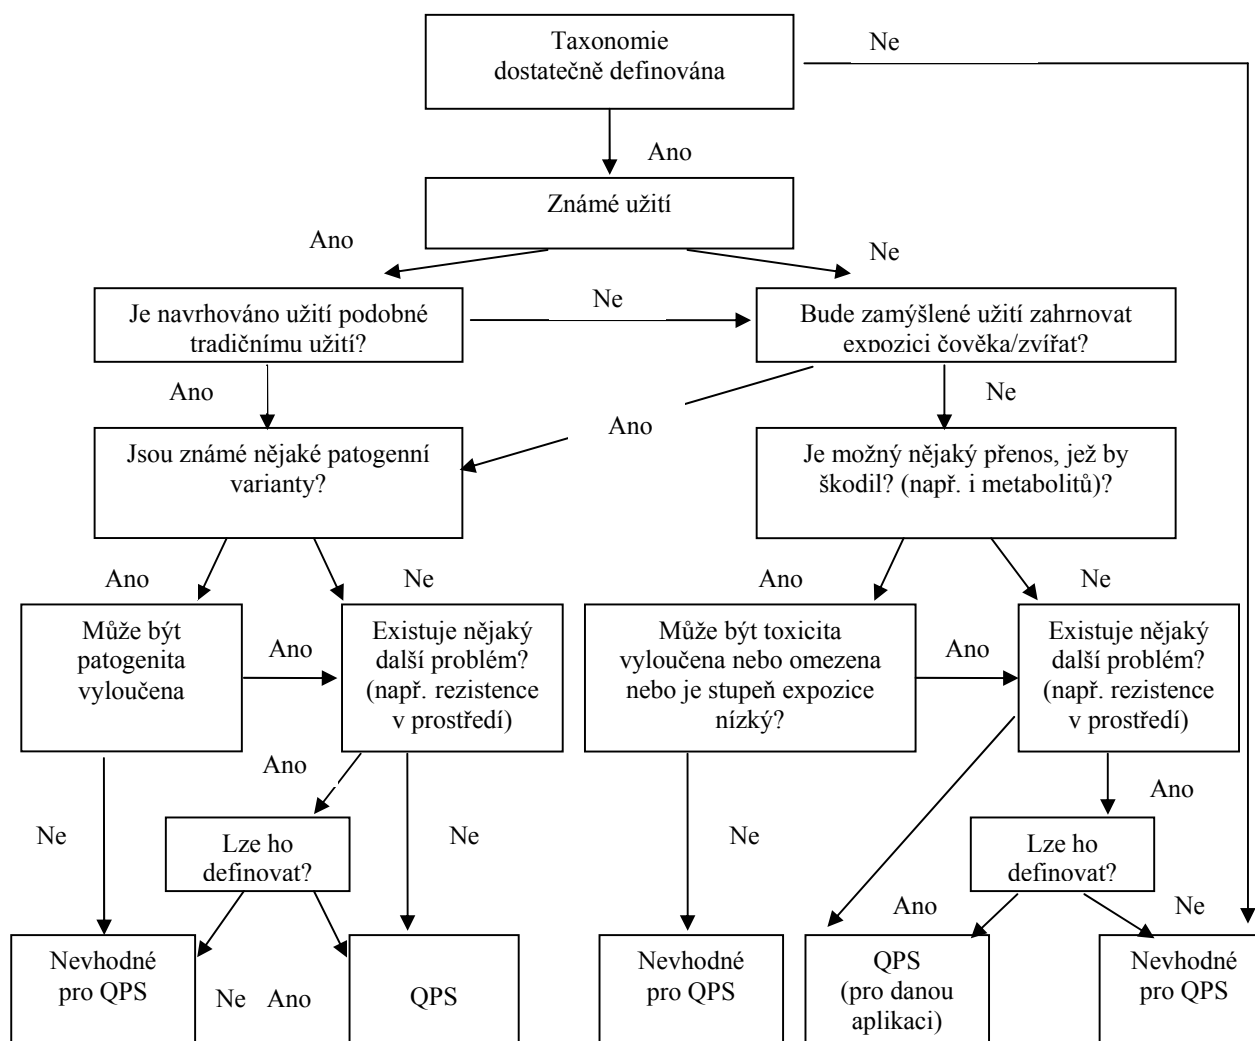 Taxonomie
dostatečně definována
Ne
Ano
Známé užití
Ano
Ne
Je navrhováno užití podobné
tradičnímu užití?
Ne
Bude zamýšlené užití zahrnovat
expozici člověka/zvířat?
Ano
Ano
Ne
Jsou známé nějaké patogenní
varianty?
Je možný nějaký přenos, jež by
škodil? (např. i metabolitů)?
Ano
Ne
Ano
Ne
Může být
patogenita
vyloučena
Ano
Existuje nějaký
další problém?
(např. rezistence
v prostředí)
Může být toxicita
vyloučena nebo omezena
nebo je stupeň expozice
nízký?
Ano
Existuje nějaký
další problém?
(např. rezistence
v prostředí)
Ano
Ano
Ne
Lze ho
definovat?
Ne
Ne
Lze ho
definovat?
Ano
Ne
Nevhodné
pro QPS
Ne
Ano
QPS
Nevhodné
pro QPS
QPS
(pro danou
aplikaci)
Nevhodné
pro QPS